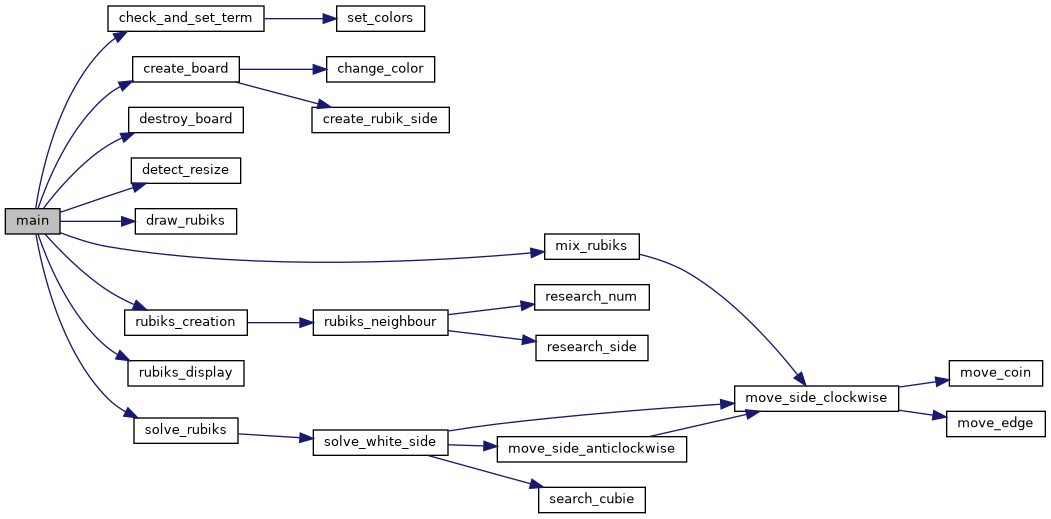 check_and_set_term
set_colors
create_board
change_color
destroy_board
create_rubik_side
detect_resize
main
draw_rubiks
mix_rubiks
research_num
rubiks_creation
rubiks_neighbour
research_side
rubiks_display
move_coin
move_side_clockwise
solve_rubiks
solve_white_side
move_edge
move_side_anticlockwise
search_cubie